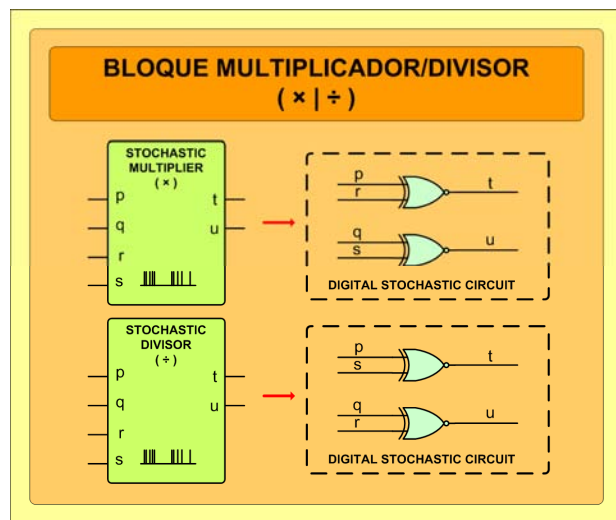 BLOQUE MULTIPLICADOR/DIVISOR
( × | ÷ )
STOCHASTIC
MULTIPLIER
( × )
p t
q u
r
s
p
r
t
q
s
u
DIGITAL STOCHASTIC CIRCUIT
STOCHASTIC
DIVISOR
( ÷ )
p t
q u
r
s
p
s
t
q
r
u
DIGITAL STOCHASTIC CIRCUIT